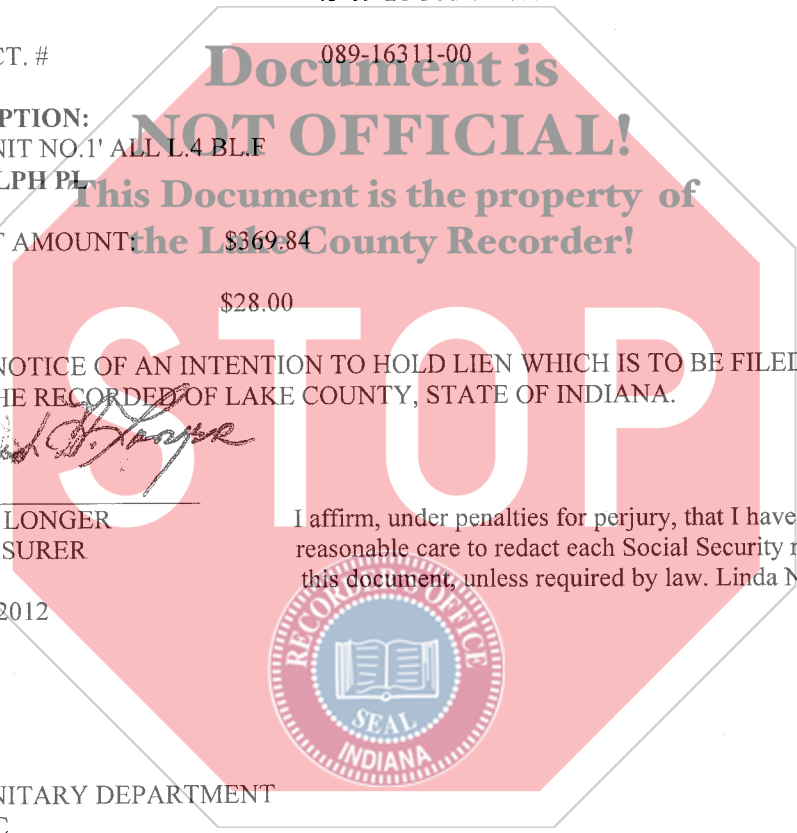 CT. # 089-16311-00
Document is
PTION:
NIT NO.1' ALL L.4 BL.F
NOT OFFICIAL!
LPH PL
This Document is the property of
T AMOUNT: $369.84
the Lake County Recorder!
$28.00
STOP
NOTICE OF AN INTENTION TO HOLD LIEN WHICH IS TO BE FILED
HE RECORDED OF LAKE COUNTY, STATE OF INDIANA.
LONGER
SURER
I affirm, under penalties for perjury, that I have
reasonable care to redact each Social Security
this document, unless required by law. Linda N
2012
RECORDER'S OFFICE
SEAL
INDIANA
NITARY DEPARTMENT